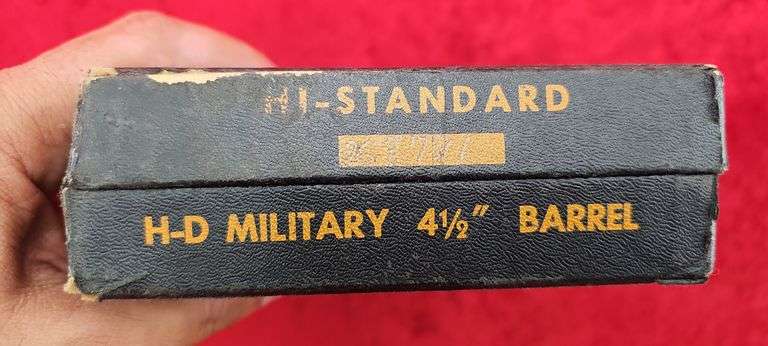 HI-STANDARD
H-D MILITARY 4½" BARREL